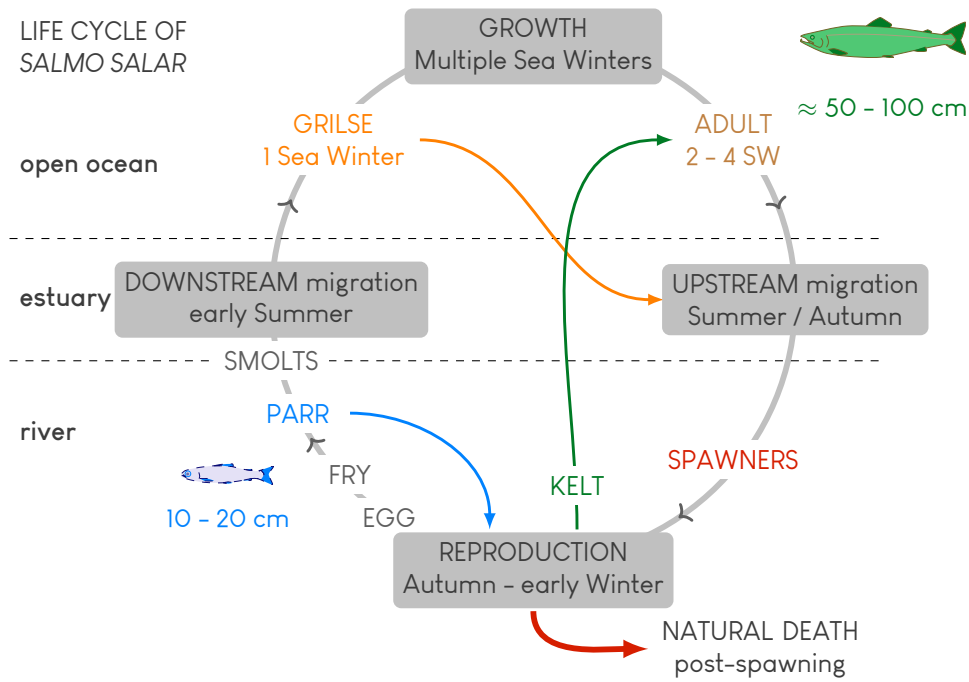 LIFE CYCLE OF
SALMO SALAR
GROWTH
Multiple Sea Winters
≈ 50 - 100 cm
GRILSE
1 Sea Winter
ADULT
2 - 4 SW
open ocean
estuary
DOWNSTREAM migration
early Summer
UPSTREAM migration
Summer / Autumn
SMOLTS
PARR
river
FRY
10 - 20 cm
EGG
KELT
SPAWNERS
REPRODUCTION
Autumn - early Winter
NATURAL DEATH
post-spawning